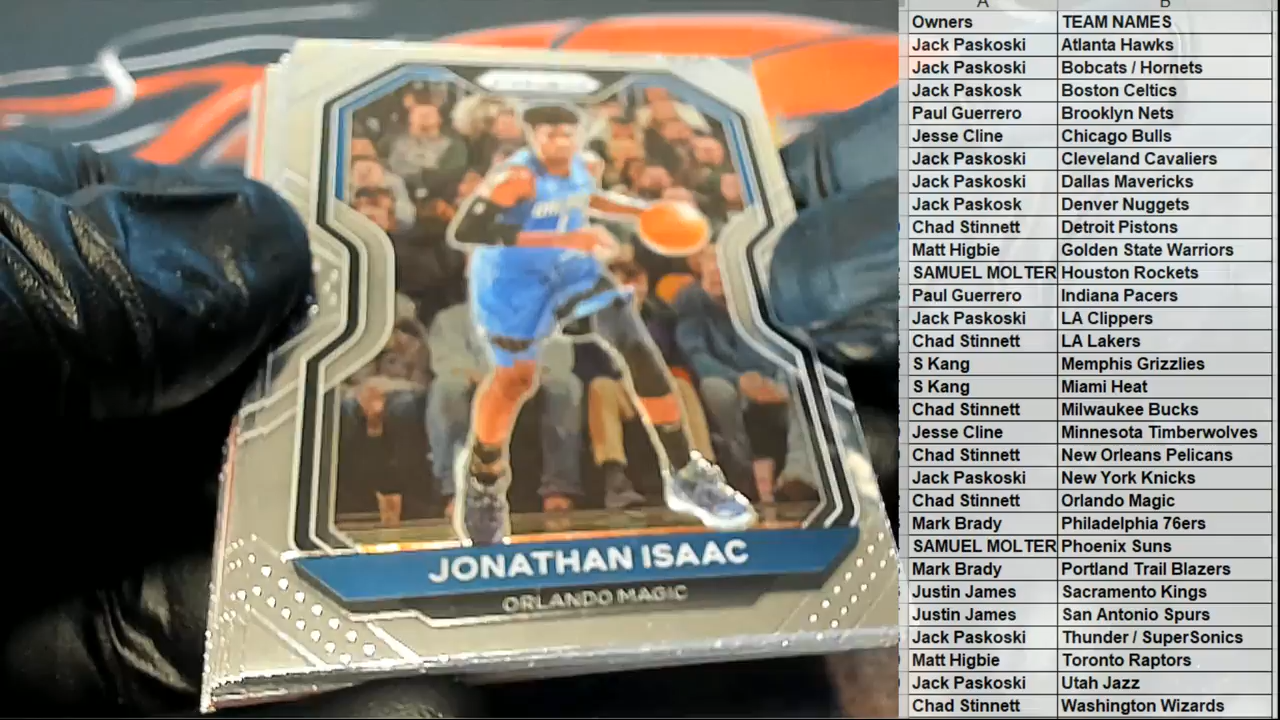 JONATHAN ISAAC
ORLANDO MAGIC
A B
Owners TEAM NAMES
Jack Paskoski Atlanta Hawks
Jack Paskoski Bobcats / Hornets
Jack Paskosk Boston Celtics
Paul Guerrero Brooklyn Nets
Jesse Cline Chicago Bulls
Jack Paskoski Cleveland Cavaliers
Jack Paskoski Dallas Mavericks
Jack Paskosk Denver Nuggets
Chad Stinnett Detroit Pistons
Matt Higbie Golden State Warriors
SAMUEL MOLTER Houston Rockets
Paul Guerrero Indiana Pacers
Jack Paskoski LA Clippers
Chad Stinnett LA Lakers
S Kang Memphis Grizzlies
S Kang Miami Heat
Chad Stinnett Milwaukee Bucks
Jesse Cline Minnesota Timberwolves
Chad Stinnett New Orleans Pelicans
Jack Paskoski New York Knicks
Chad Stinnett Orlando Magic
Mark Brady Philadelphia 76ers
SAMUEL MOLTER Phoenix Suns
Mark Brady Portland Trail Blazers
Justin James Sacramento Kings
Justin James San Antonio Spurs
Jack Paskoski Thunder / SuperSonics
Matt Higbie Toronto Raptors
Jack Paskoski Utah Jazz
Chad Stinnett Washington Wizards